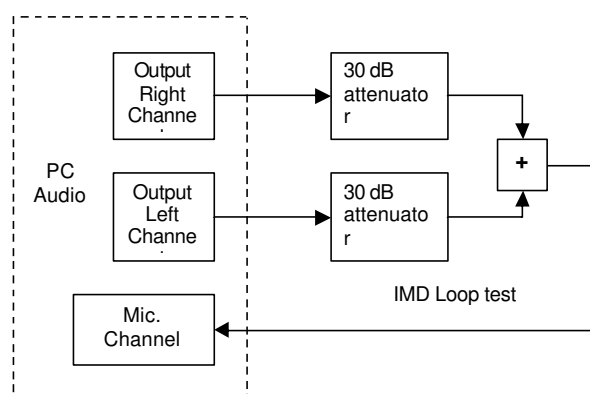 Output
Right
Channe
30 dB
attenuato
r
+
PC
Audio
Output
Left
Channe
30 dB
attenuato
r
IMD Loop test
Mic.
Channel